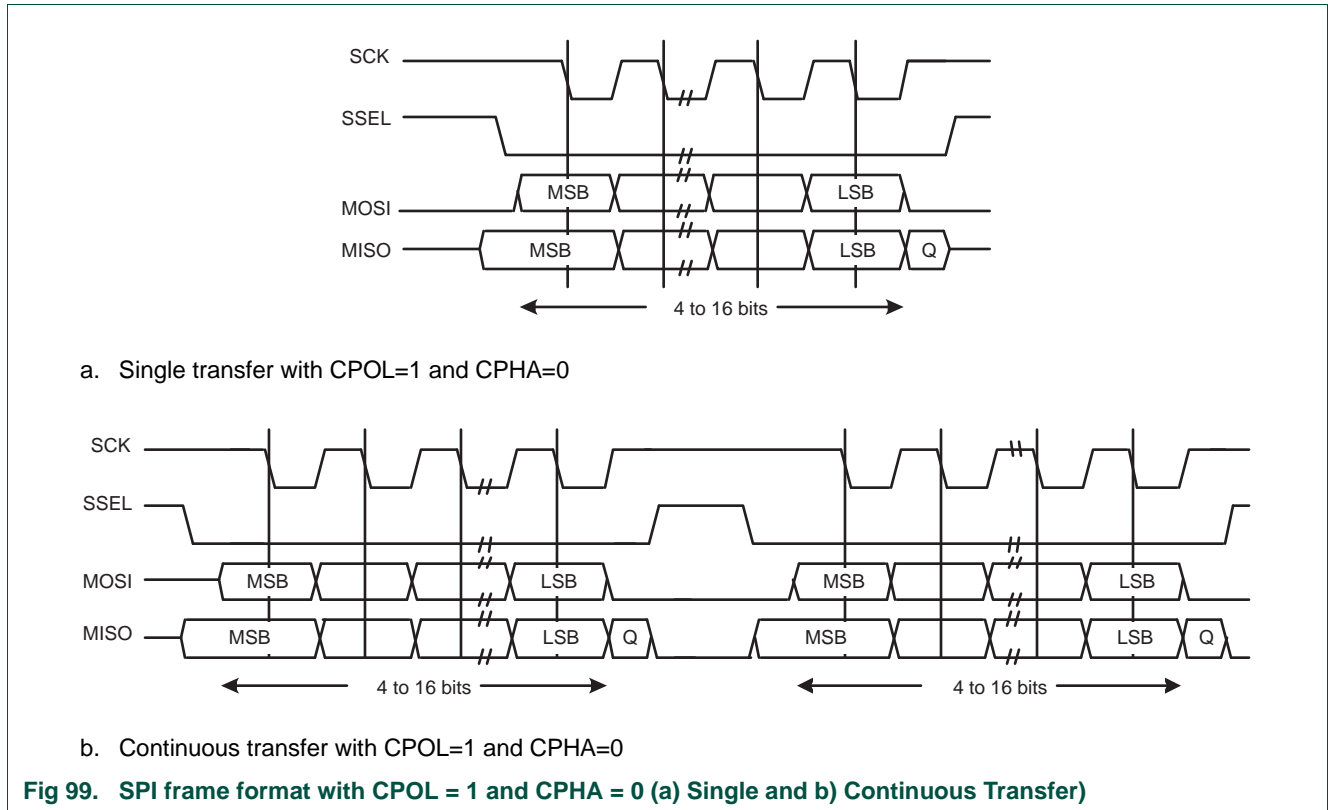 SCK
SSEL
MOSI MSB LSB
MISO MSB LSB Q
4 to 16 bits
a. Single transfer with CPOL=1 and CPHA=0
SCK
SSEL
MOSI MSB LSB MSB LSB
MISO MSB LSB Q MSB LSB Q
4 to 16 bits 4 to 16 bits
b. Continuous transfer with CPOL=1 and CPHA=0
Fig 99. SPI frame format with CPOL = 1 and CPHA = 0 (a) Single and b) Continuous Transfer)